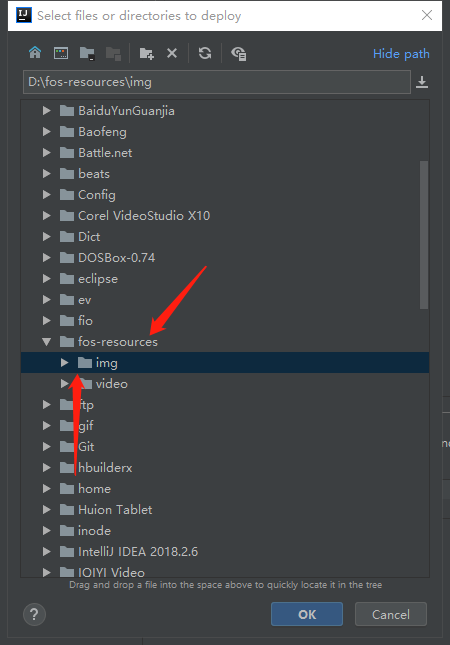 Select files or directories to deploy
Hide path
D:\fos-resources\img
BaiduYunGuanjia
Baofeng
Battle.net
beats
Config
Corel VideoStudio X10
Dict
DOSBox-0.74
eclipse
ev
fio
fos-resources
img
video
ftp
gif
Git
hbuilderx
home
Huion Tablet
inode
IntelliJ IDEA 2018.2.6
IQIYI Video
Drag and drop a file into the space above to quickly locate it in the tree
? OK Cancel